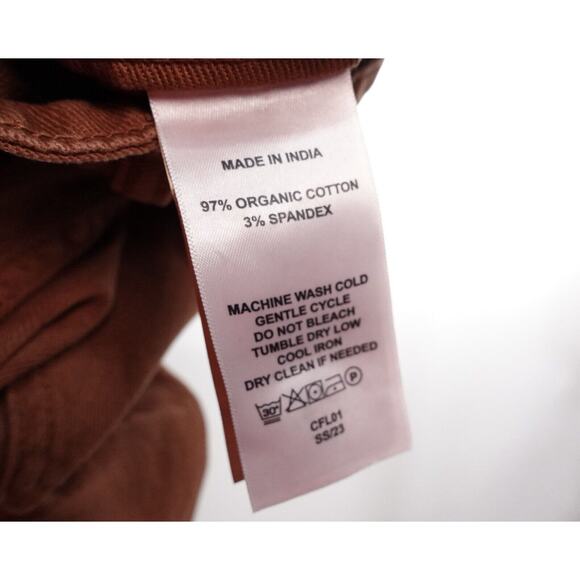 MADE IN INDIA
97% ORGANIC COTTON
3% SPANDEX
MACHINE WASH COLD
GENTLE CYCLE
DO NOT BLEACH
TUMBLE DRY LOW
COOL IRON
DRY CLEAN IF NEEDED
30° P
CFL01
SS/23